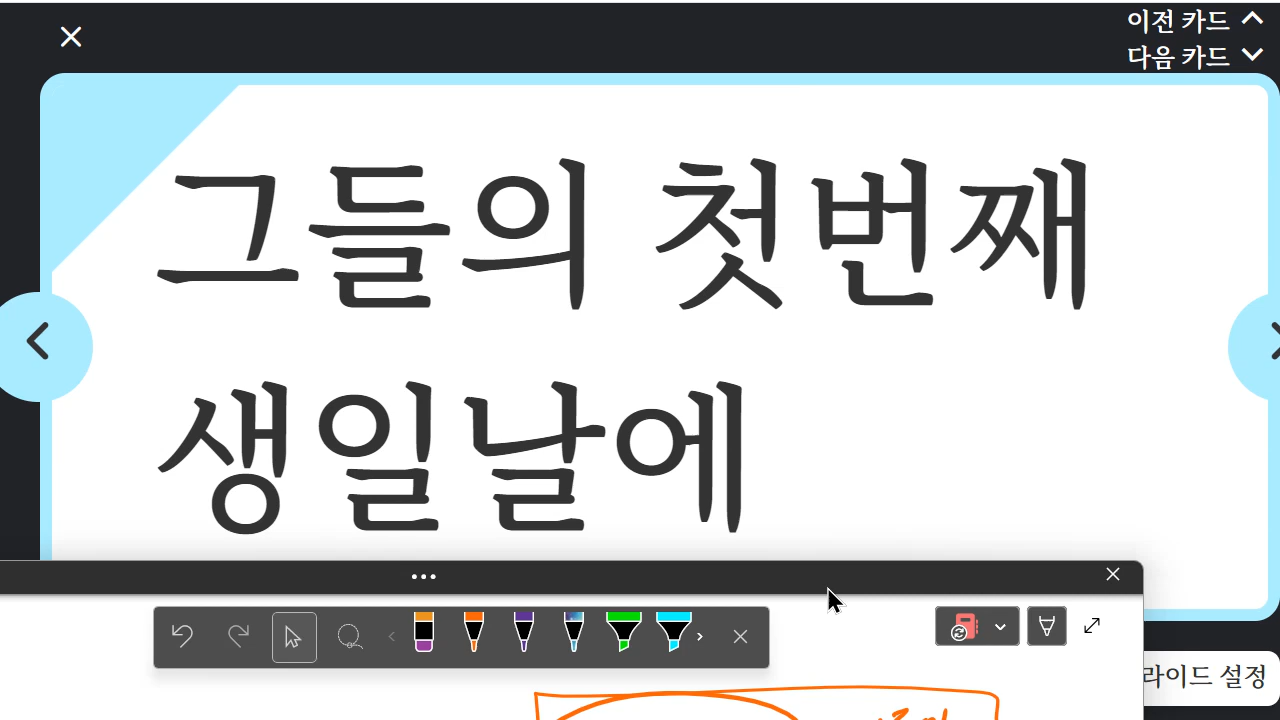 이전 카드
다음 카드
그들의 첫번째
생일날에
라이드 설정